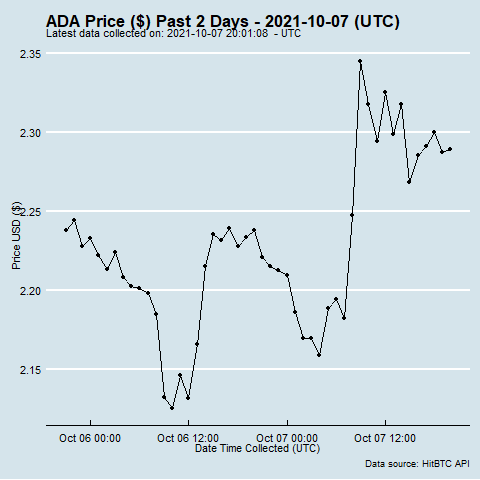 ADA Price ($) Past 2 Days - 2021-10-07 (UTC)
Latest data collected on: 2021-10-07 20:01:08  - UTC
2.35
2.30
2.25
2.20
2.15
Price USD ($)
Oct 06 00:00
Oct 06 12:00
Oct 07 00:00
Oct 07 12:00
Date Time Collected (UTC)
Data source: HitBTC API